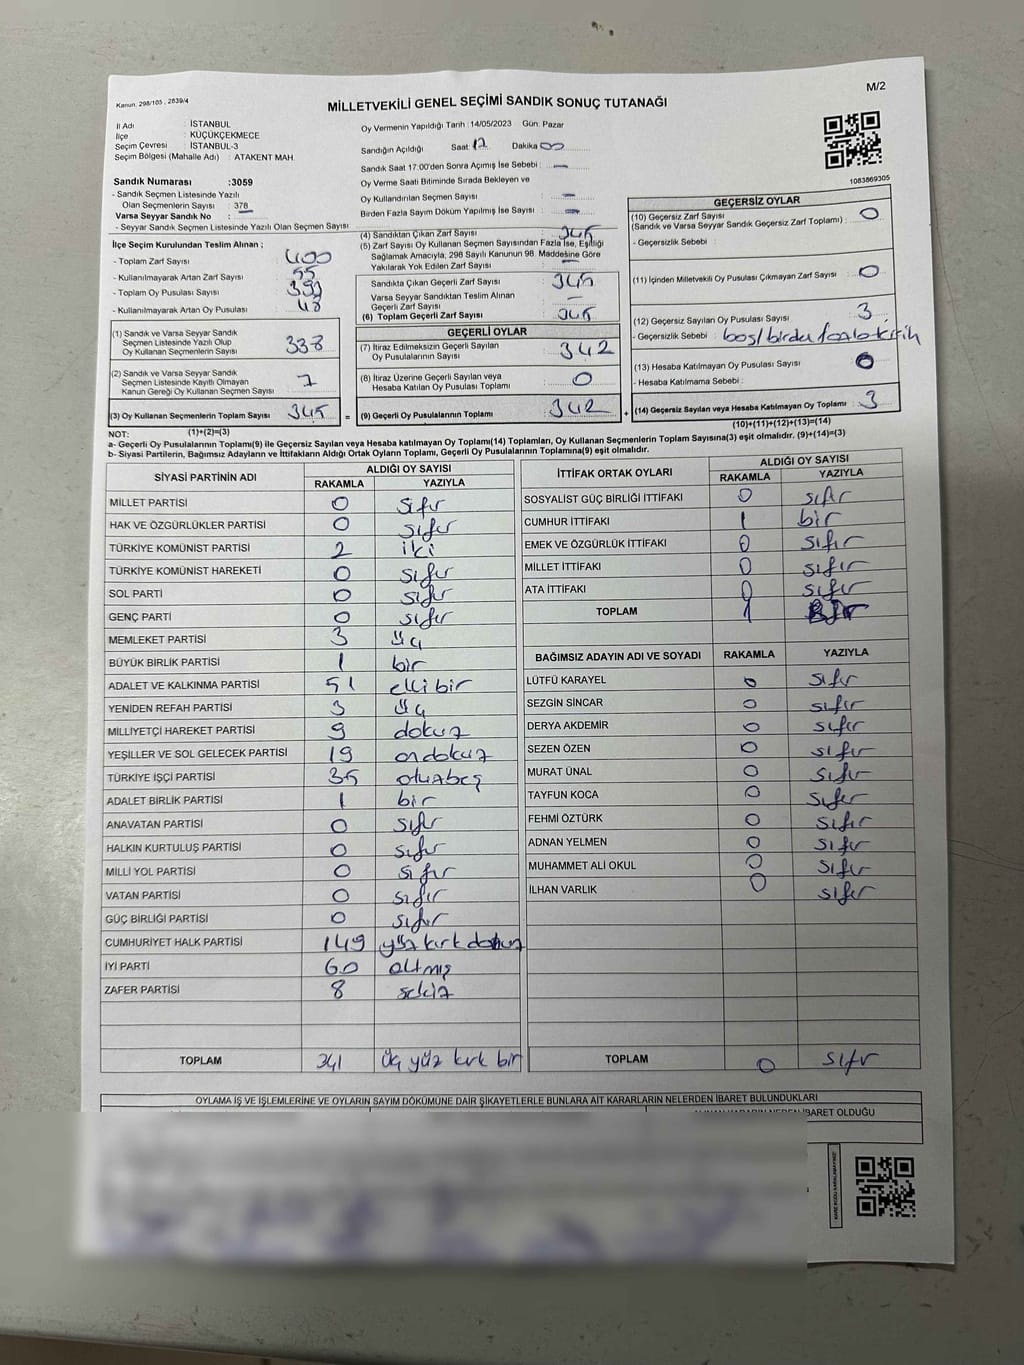 Kanun, 298/105 , 2839/4
M/2
MİLLETVEKİLİ GENEL SEÇİMİ SANDIK SONUÇ TUTANAĞI
İl Adı : İSTANBUL
İlçe : KÜÇÜKÇEKMECE
Seçim Çevresi : İSTANBUL-3
Seçim Bölgesi (Mahalle Adı) : ATAKENT MAH.
Sandık Numarası :3059
- Sandık Seçmen Listesinde Yazılı
Olan Seçmenlerin Sayısı : 378
Varsa Seyyar Sandık No :
- Seyyar Sandık Seçmen Listesinde Yazılı Olan Seçmen Sayısı:
Oy Vermenin Yapıldığı Tarih :14/05/2023 Gün: Pazar
Sandığın Açıldığı Saat 17 Dakika 00
Sandık Saat 17:00'den Sonra Açımış İse Sebebi : —
Oy Verme Saati Bitiminde Sırada Bekleyen ve
Oy Kullandırılan Seçmen Sayısı : —
Birden Fazla Sayım Döküm Yapılmış İse Sayısı : —
1083869305
İlçe Seçim Kurulundan Teslim Alınan ;
- Toplam Zarf Sayısı : 400
- Kullanılmayarak Artan Zarf Sayısı : 55
- Toplam Oy Pusulası Sayısı :
- Kullanılmayarak Artan Oy Pusulası : 48
(1) Sandık ve Varsa Seyyar Sandık
Seçmen Listesinde Yazılı Olup
Oy Kullanan Seçmenlerin Sayısı : 338
(2) Sandık ve Varsa Seyyar Sandık
Seçmen Listesinde Kayıtlı Olmayan
Kanun Gereği Oy Kullanan Seçmen Sayısı : 7
(3) Oy Kullanan Seçmenlerin Toplam Sayısı : 345 =
(1)+(2)=(3)
(4) Sandıktan Çıkan Zarf Sayısı : 345
(5) Zarf Sayısı Oy Kullanan Seçmen Sayısından Fazla İse, Eşitliği
Sağlamak Amacıyla, 298 Sayılı Kanunun 98. Maddesine Göre
Yakılarak Yok Edilen Zarf Sayısı : —
Sandıkta Çıkan Geçerli Zarf Sayısı : 345
Varsa Seyyar Sandıktan Teslim Alınan
Geçerli Zarf Sayısı : —
(6) Toplam Geçerli Zarf Sayısı : 345
GEÇERLİ OYLAR
(7) İtiraz Edilmeksizin Geçerli Sayılan
Oy Pusulalarının Sayısı : 342
(8) İtiraz Üzerine Geçerli Sayılan veya
Hesaba Katılan Oy Pusulası Toplamı : 0
(9) Geçerli Oy Pusulalarının Toplamı : 342 +
GEÇERSİZ OYLAR
(10) Geçersiz Zarf Sayısı
(Sandık ve Varsa Seyyar Sandık Geçersiz Zarf Toplamı) : 0
- Geçersizlik Sebebi :
(11) İçinden Milletvekili Oy Pusulası Çıkmayan Zarf Sayısı : 0
(12) Geçersiz Sayılan Oy Pusulası Sayısı : 3
- Geçersizlik Sebebi : boş/birden fazla
(13) Hesaba Katılmayan Oy Pusulası Sayısı : 0
- Hesaba Katılmama Sebebi :
(14) Geçersiz Sayılan veya Hesaba Katılmayan Oy Toplamı : 3
(10)+(11)+(12)+(13)=(14)
NOT:
a- Geçerli Oy Pusulalarının Toplamı(9) ile Geçersiz Sayılan veya Hesaba katılmayan Oy Toplamı(14) Toplamları, Oy Kullanan Seçmenlerin Toplam Sayısına(3) eşit olmalıdır. (9)+(14)=(3)
b- Siyasi Partilerin, Bağımsız Adayların ve İttifakların Aldığı Ortak Oyların Toplamı, Geçerli Oy Pusulalarının Toplamına(9) eşit olmalıdır.
SİYASİ PARTİNİN ADI ALDIĞI OY SAYISI
RAKAMLA YAZIYLA
MİLLET PARTİSİ 0 sıfır
HAK VE ÖZGÜRLÜKLER PARTİSİ 0 sıfır
TÜRKİYE KOMÜNİST PARTİSİ 2 iki
TÜRKİYE KOMÜNİST HAREKETİ 0 sıfır
SOL PARTİ 0 sıfır
GENÇ PARTİ 0 sıfır
MEMLEKET PARTİSİ 3 üç
BÜYÜK BİRLİK PARTİSİ 1 bir
ADALET VE KALKINMA PARTİSİ 51 elli bir
YENİDEN REFAH PARTİSİ 3 üç
MİLLİYETÇİ HAREKET PARTİSİ 9 dokuz
YEŞİLLER VE SOL GELECEK PARTİSİ 19 ondokuz
TÜRKİYE İŞÇİ PARTİSİ 35 otuzbeş
ADALET BİRLİK PARTİSİ 1 bir
ANAVATAN PARTİSİ 0 sıfır
HALKIN KURTULUŞ PARTİSİ 0 sıfır
MİLLİ YOL PARTİSİ 0 sıfır
VATAN PARTİSİ 0 sıfır
GÜÇ BİRLİĞİ PARTİSİ 0 sıfır
CUMHURİYET HALK PARTİSİ 149 yüz kırk dokuz
İYİ PARTİ 60 altmış
ZAFER PARTİSİ 8 sekiz
TOPLAM 341 üç yüz kırk bir
İTTİFAK ORTAK OYLARI ALDIĞI OY SAYISI
RAKAMLA YAZIYLA
SOSYALİST GÜÇ BİRLİĞİ İTTİFAKI 0 sıfır
CUMHUR İTTİFAKI 1 bir
EMEK VE ÖZGÜRLÜK İTTİFAKI 0 sıfır
MİLLET İTTİFAKI 0 sıfır
ATA İTTİFAKI 0 sıfır
TOPLAM 1 Bir
BAĞIMSIZ ADAYIN ADI VE SOYADI RAKAMLA YAZIYLA
LÜTFÜ KARAYEL 0 sıfır
SEZGİN SİNCAR 0 sıfır
DERYA AKDEMİR 0 sıfır
SEZEN ÖZEN 0 sıfır
MURAT ÜNAL 0 sıfır
TAYFUN KOCA 0 sıfır
FEHMİ ÖZTÜRK 0 sıfır
ADNAN YELMEN 0 sıfır
MUHAMMET ALİ OKUL 0 sıfır
İLHAN VARLIK 0 sıfır
TOPLAM 0 sıfır
OYLAMA İŞ VE İŞLEMLERİNE VE OYLARIN SAYIM DÖKÜMÜNE DAİR ŞİKAYETLERLE BUNLARA AİT KARARLARIN NELERDEN İBARET BULUNDUKLARI
İBARET OLDUĞU